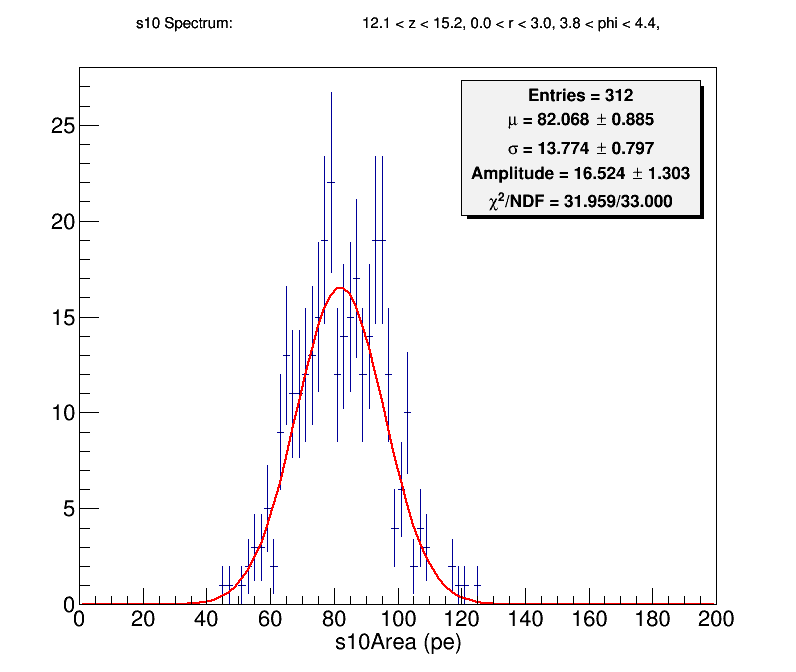 s10 Spectrum: 12.1 < z < 15.2, 0.0 < r < 3.0, 3.8 < phi < 4.4,
Entries = 312
μ = 82.068 ± 0.885
σ = 13.774 ± 0.797
Amplitude = 16.524 ± 1.303
χ²/NDF = 31.959/33.000
25
20
15
10
5
0
0 20 40 60 80 100 120 140 160 180 200
s10Area (pe)